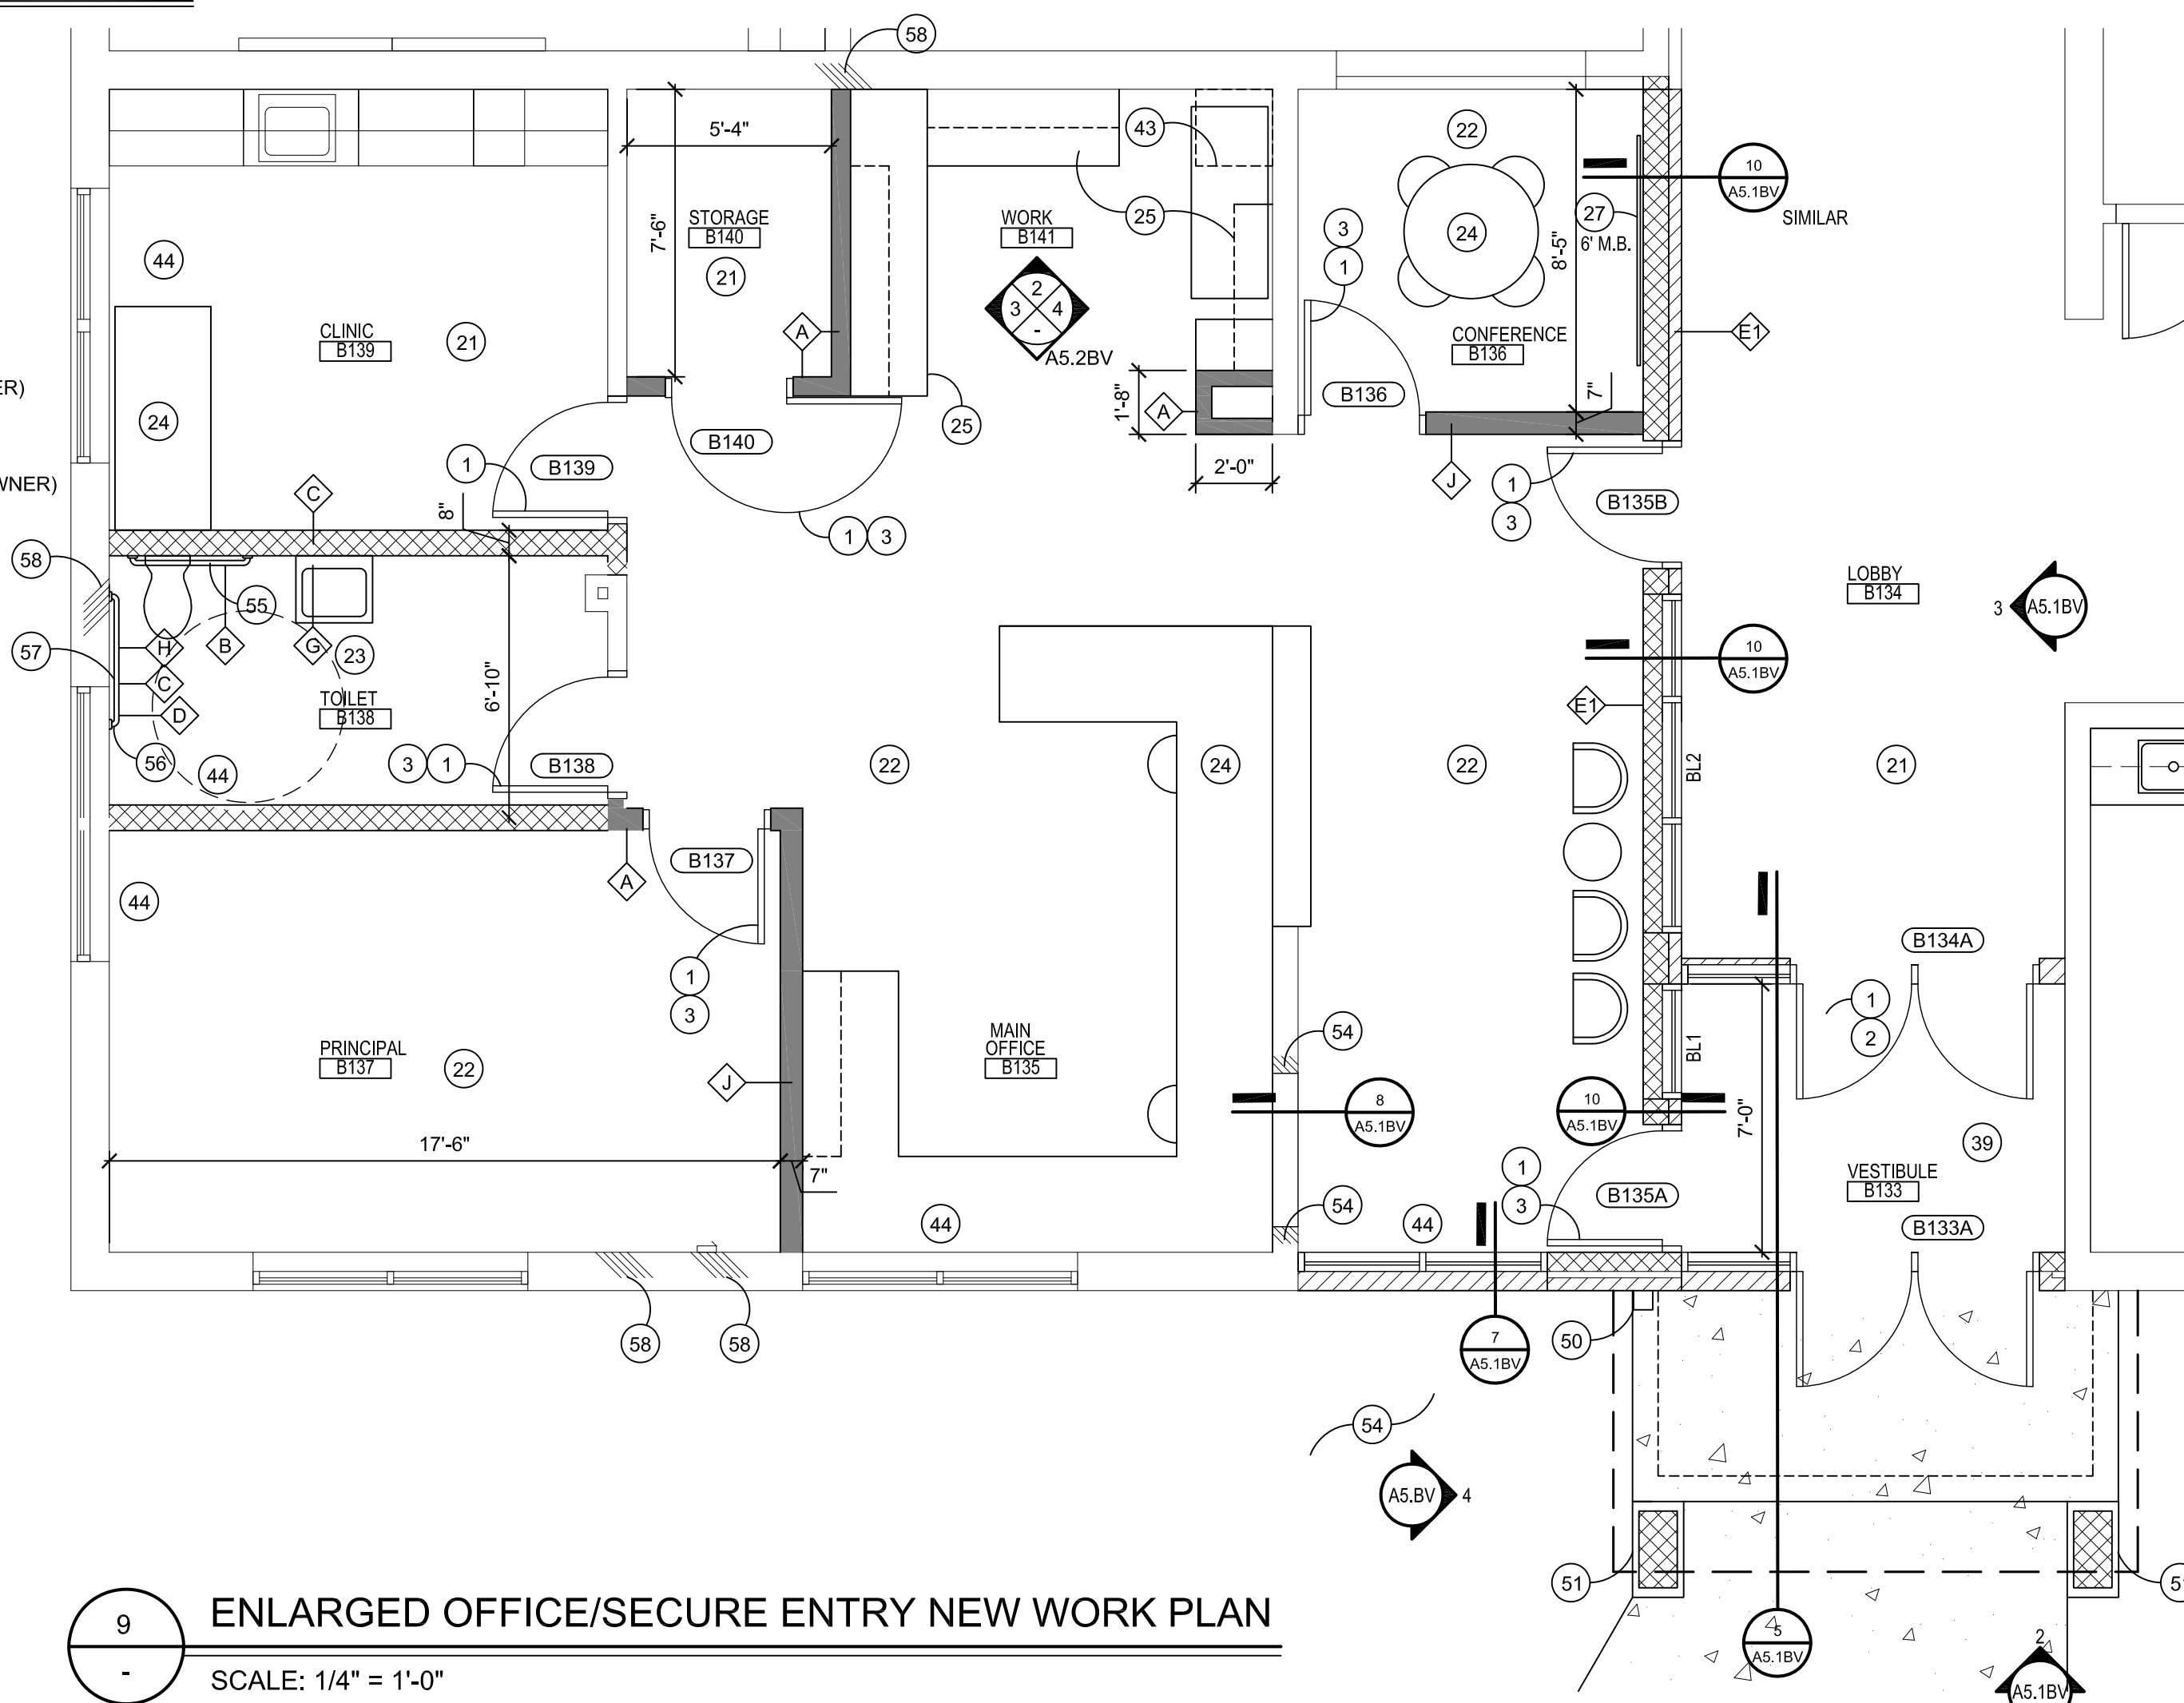 58
5'-4"
43
22
10
A5.1BV
SIMILAR
STORAGE
B140
7'-6"
21
WORK
B141
25
3
1
24
27
6' M.B.
8'-5"
44
2
3
4
-
A5.2BV
A
CLINIC
B139
21
CONFERENCE
B136
E1
ER)
24
1'-8"
A
B136
7"
25
B140
1
B139
2'-0"
J
1
3
B135B
WNER)
C
8"
1
3
58
55
LOBBY
B134
3
A5.1BV
57
H
B
G
23
C
D
TOILET
B138
6'-10"
10
A5.1BV
E1
56
44
3
1
B138
22
24
22
BL2
21
B137
A
44
B134A
1
3
1
2
PRINCIPAL
B137
22
J
MAIN
OFFICE
B135
54
BL1
8
A5.1BV
10
A5.1BV
7'-0"
39
17'-6"
7"
1
3
B135A
VESTIBULE
B133
44
54
44
B133A
58
58
7
A5.1BV
50
54
A5.BV
4
51
51
9
-
ENLARGED OFFICE/SECURE ENTRY NEW WORK PLAN
SCALE: 1/4" = 1'-0"
5
A5.1BV
2
A5.1BV